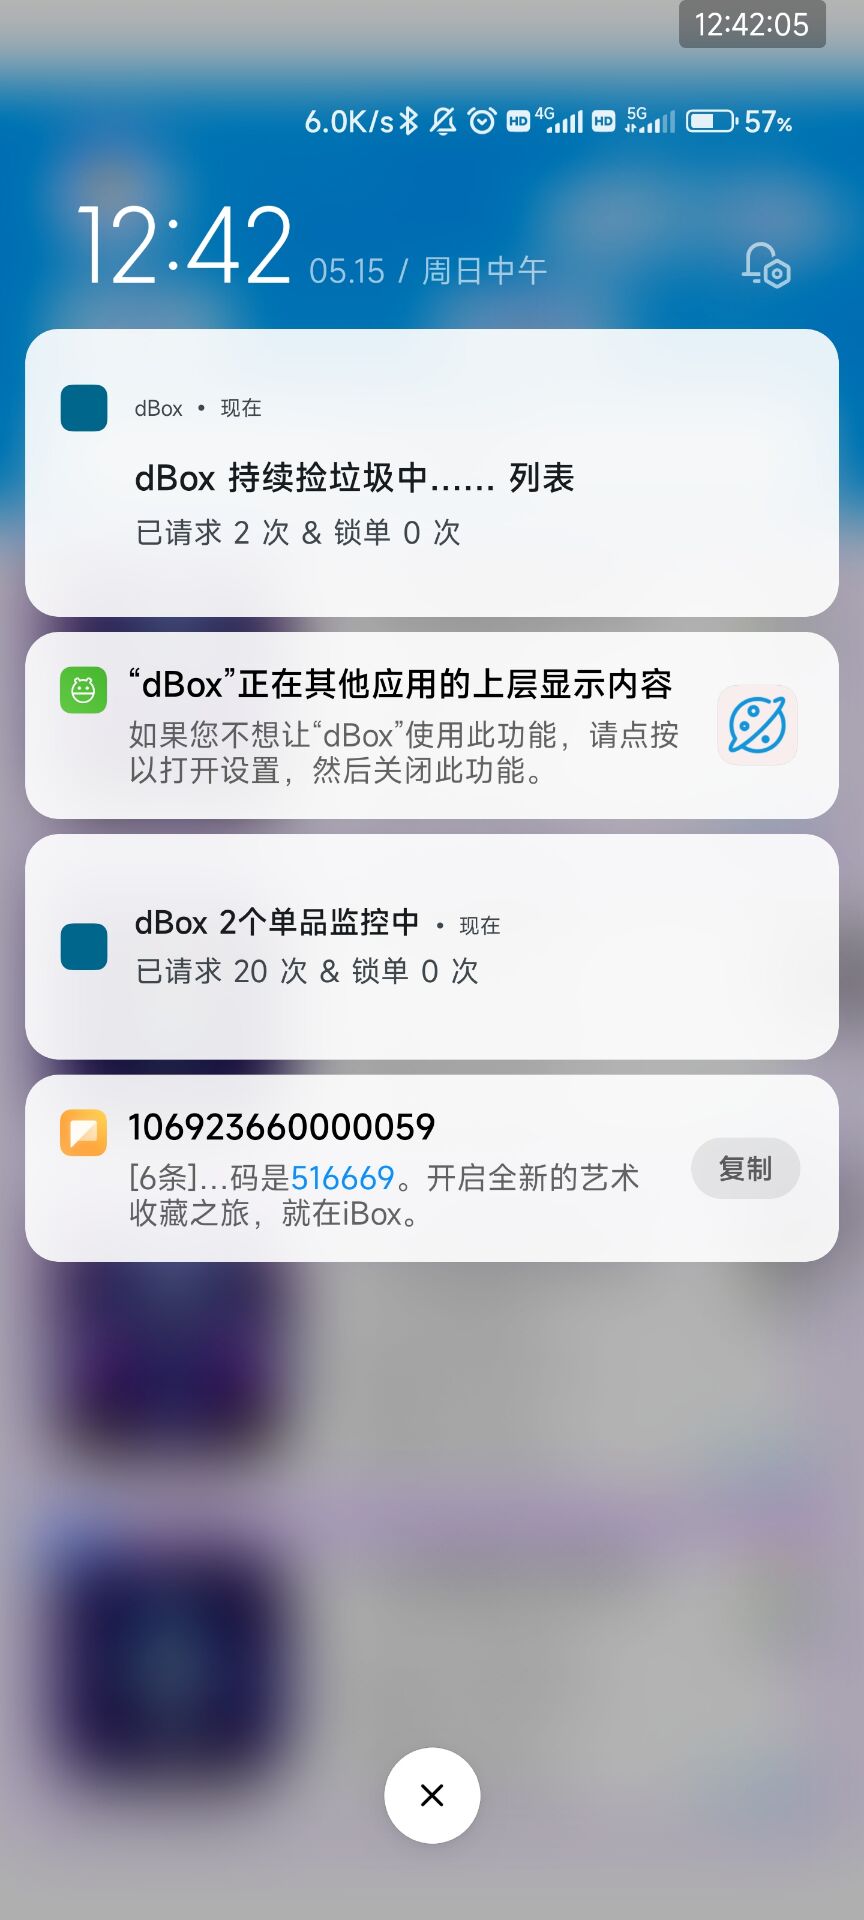 12:42:05
6.0K/s HD 4G HD 5G 57%
12:42 05.15 / 周日中午
dBox • 现在
dBox 持续捡垃圾中...... 列表
已请求 2 次 & 锁单 0 次
“dBox”正在其他应用的上层显示内容
如果您不想让“dBox”使用此功能，请点按
以打开设置，然后关闭此功能。
dBox 2个单品监控中 • 现在
已请求 20 次 & 锁单 0 次
106923660000059
[6条]...码是516669。开启全新的艺术
收藏之旅，就在iBox。
复制